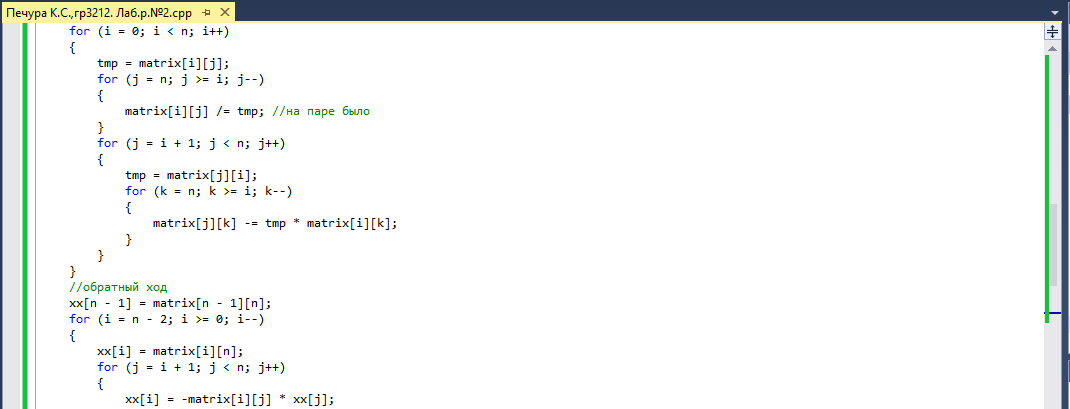 Печура К.С.,гр3212. Лаб.р.№2.cpp
for (i = 0; i < n; i++)
{
tmp = matrix[i][j];
for (j = n; j >= i; j--)
{
matrix[i][j] /= tmp; //на паре было
}
for (j = i + 1; j < n; j++)
{
tmp = matrix[j][i];
for (k = n; k >= i; k--)
{
matrix[j][k] -= tmp * matrix[i][k];
}
}
}
//обратный ход
xx[n - 1] = matrix[n - 1][n];
for (i = n - 2; i >= 0; i--)
{
xx[i] = matrix[i][n];
for (j = i + 1; j < n; j++)
{
xx[i] = -matrix[i][j] * xx[j];